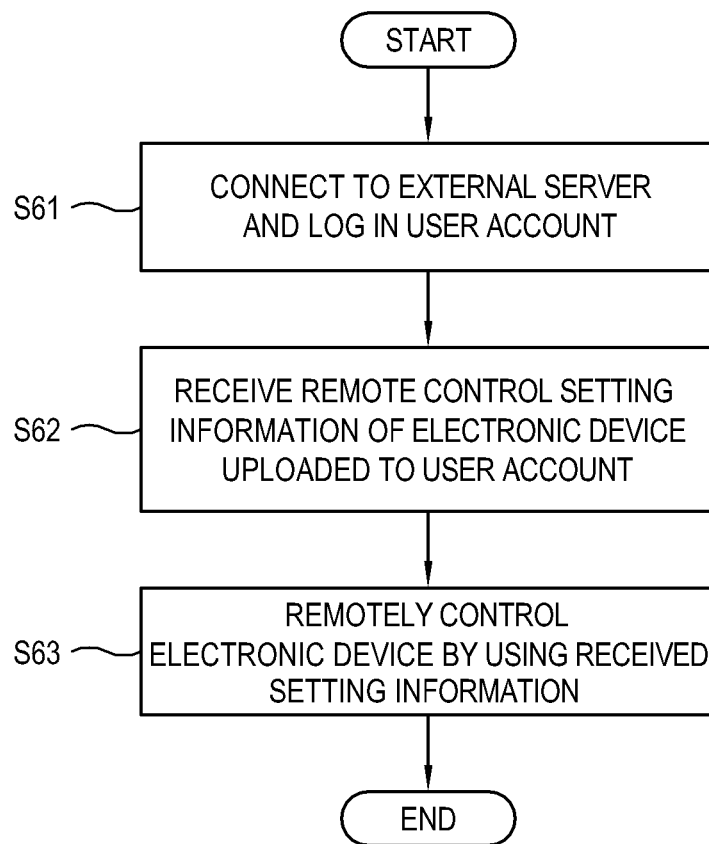 START
S61
CONNECT TO EXTERNAL SERVER
AND LOG IN USER ACCOUNT
S62
RECEIVE REMOTE CONTROL SETTING
INFORMATION OF ELECTRONIC DEVICE
UPLOADED TO USER ACCOUNT
S63
REMOTELY CONTROL
ELECTRONIC DEVICE BY USING RECEIVED
SETTING INFORMATION
END